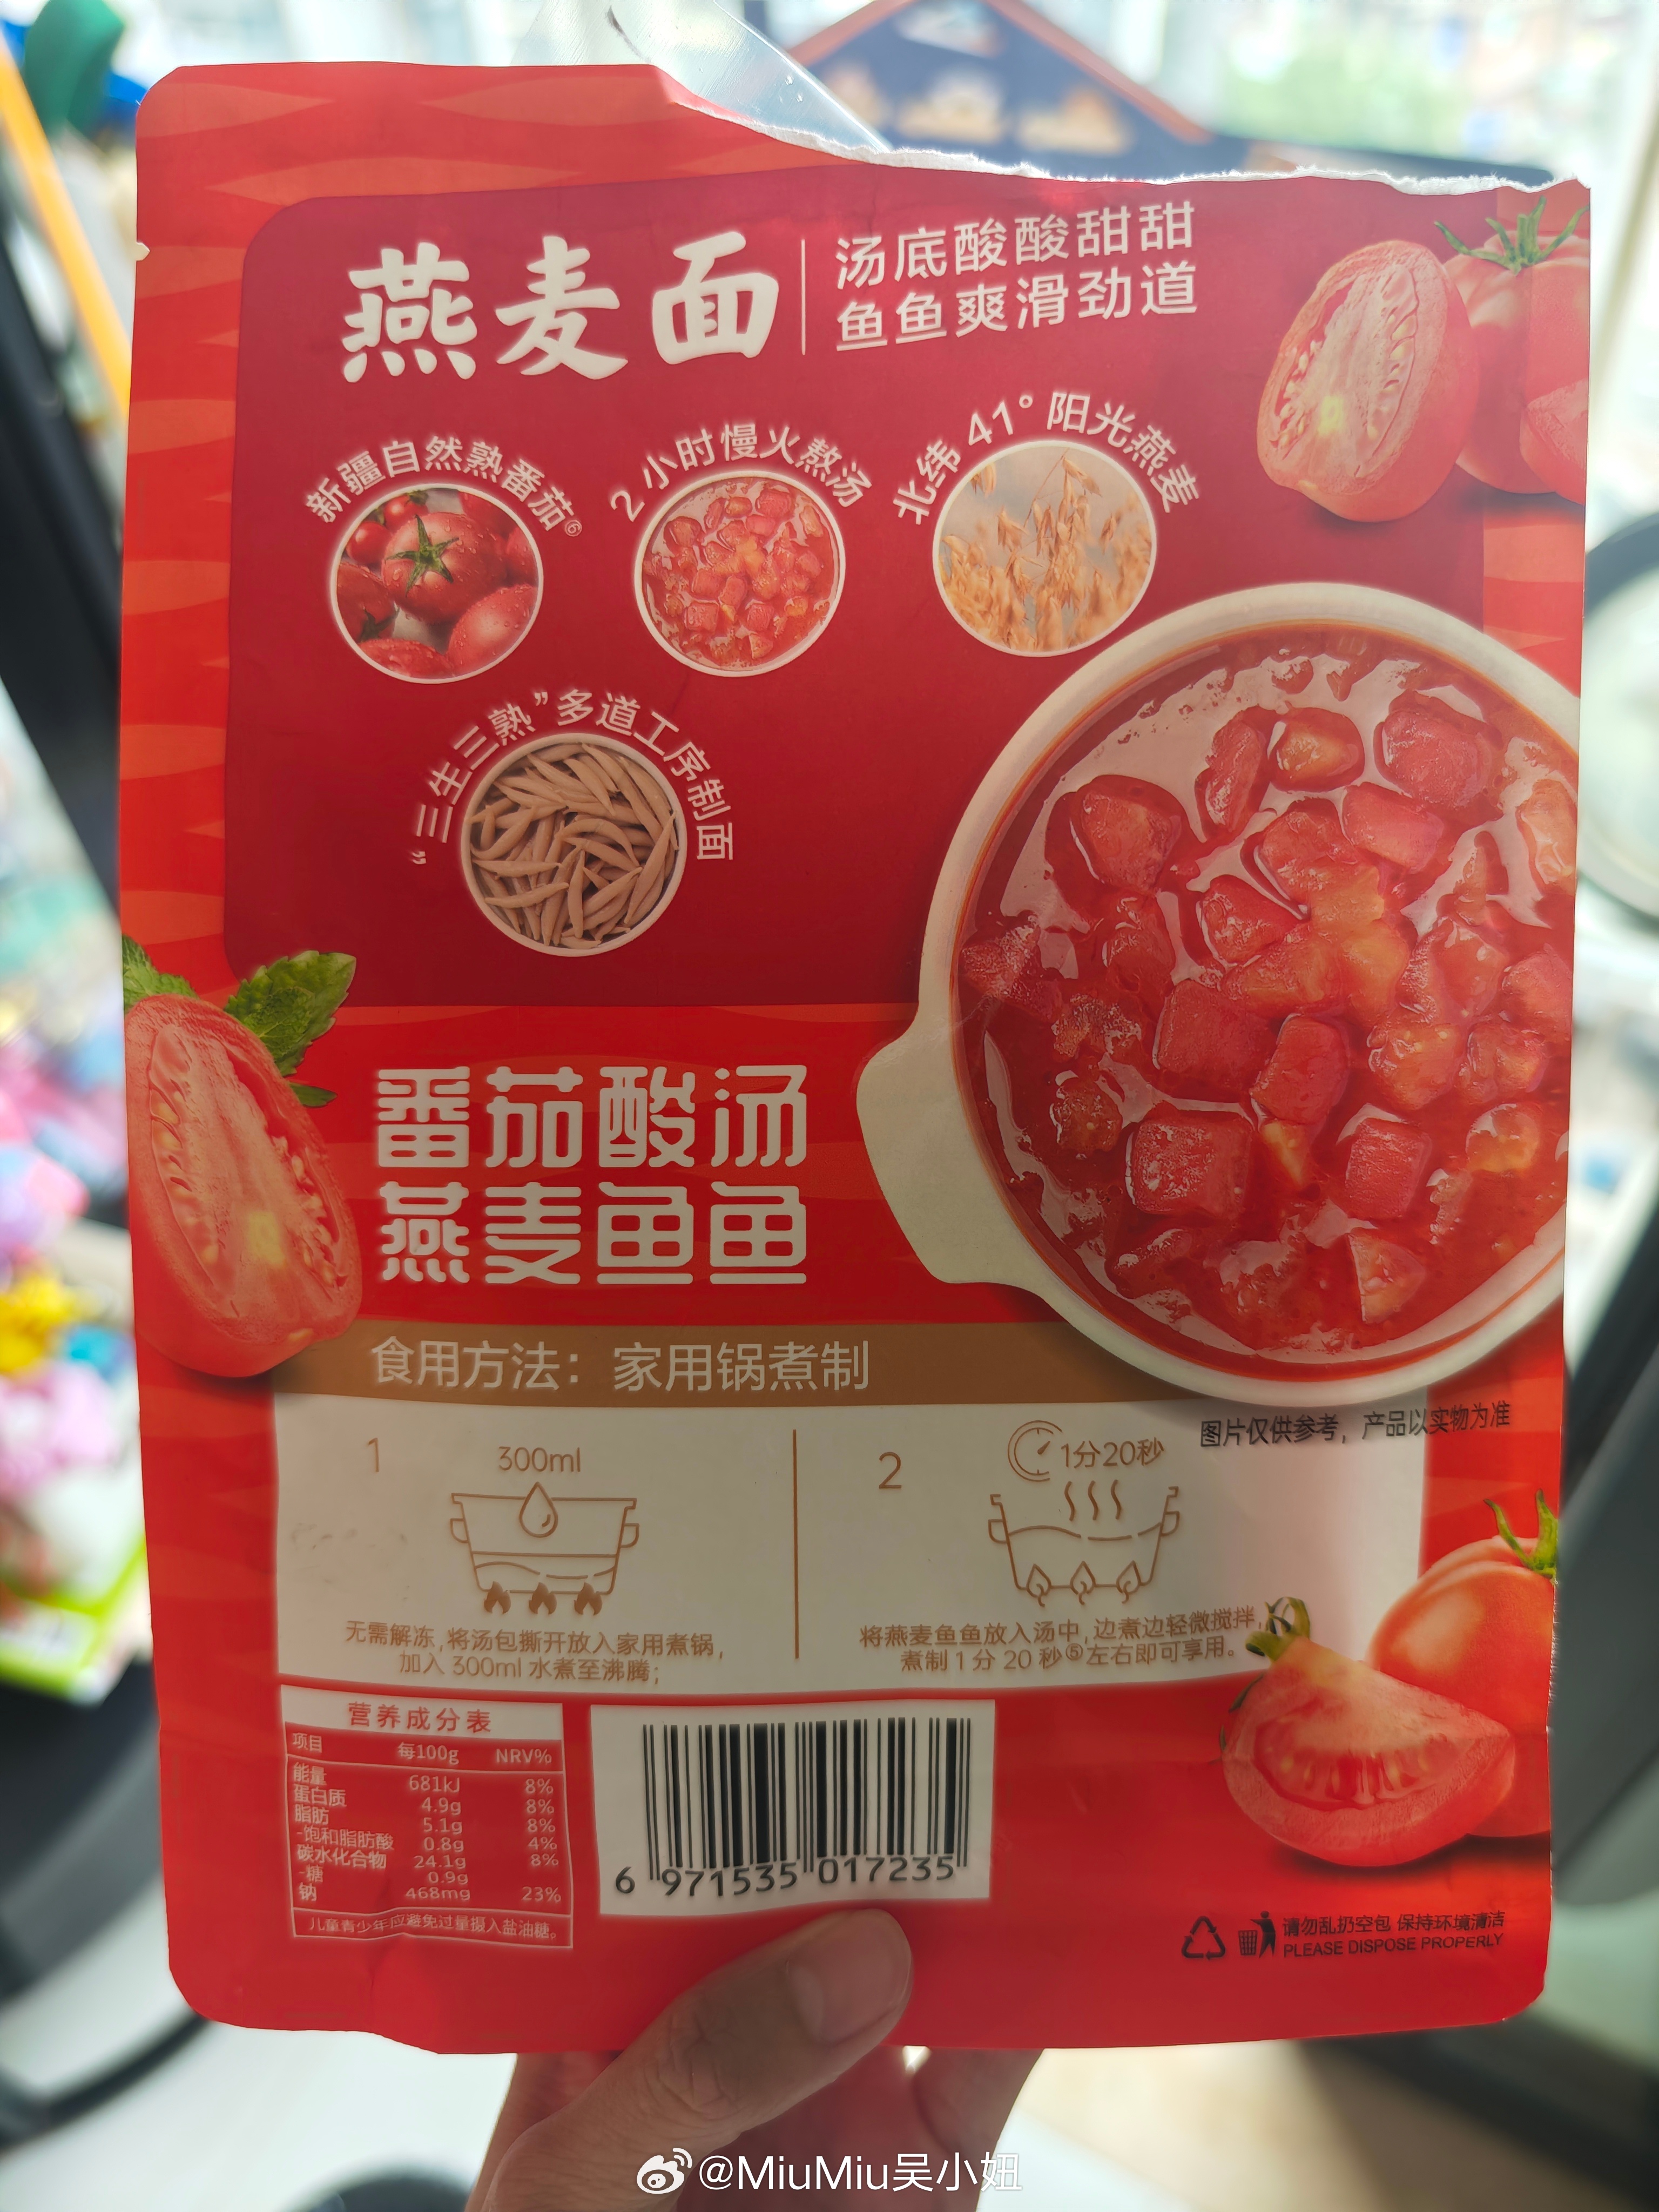 燕麦面
汤底酸酸甜甜
鱼鱼爽滑劲道
新疆自然熟番茄⑥
2小时慢火熬汤
北纬41°阳光燕麦
“三生三熟”多道工序制面
番茄酸汤
燕麦鱼鱼
食用方法：家用锅煮制
图片仅供参考，产品以实物为准
1
300ml
无需解冻,将汤包撕开放入家用煮锅,
加入 300ml 水煮至沸腾;
2
1分20秒
将燕麦鱼鱼放入汤中,边煮边轻微搅拌,
煮制 1 分 20 秒⑤左右即可享用。
营养成分表
项目 每100g NRV%
能量 681kJ 8%
蛋白质 4.9g 8%
脂肪 5.1g 8%
-饱和脂肪酸 0.8g 4%
碳水化合物 24.1g 8%
-糖 0.9g
钠 468mg 23%
儿童青少年应避免过量摄入盐油糖。
6 971535 017235
请勿乱扔空包 保持环境清洁
PLEASE DISPOSE PROPERLY
@MiuMiu吴小妞